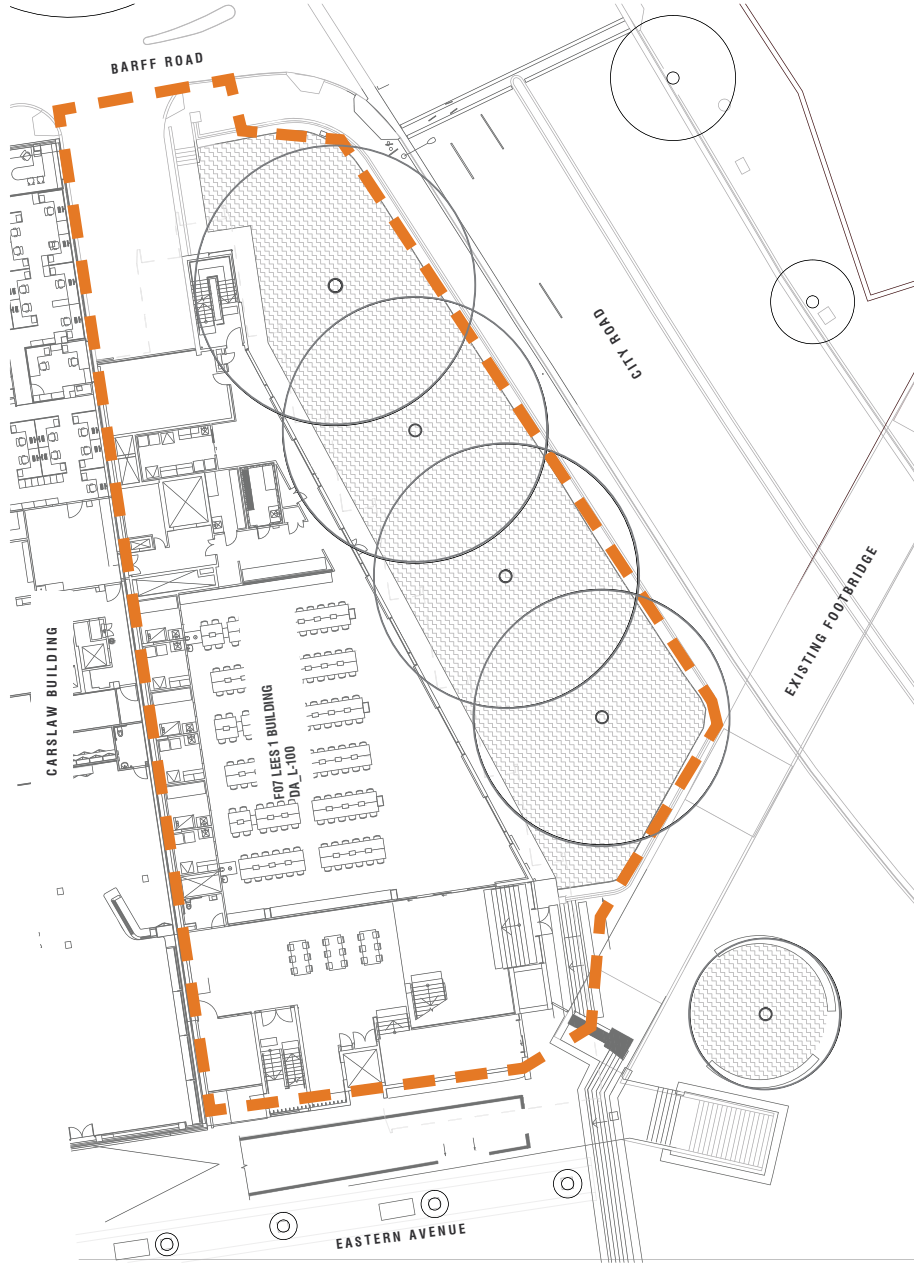 BARFF ROAD
CITY ROAD
EXISTING FOOTBRIDGE
CARSLAW BUILDING
F07 LEES 1 BUILDING
DA_L-100
EASTERN AVENUE